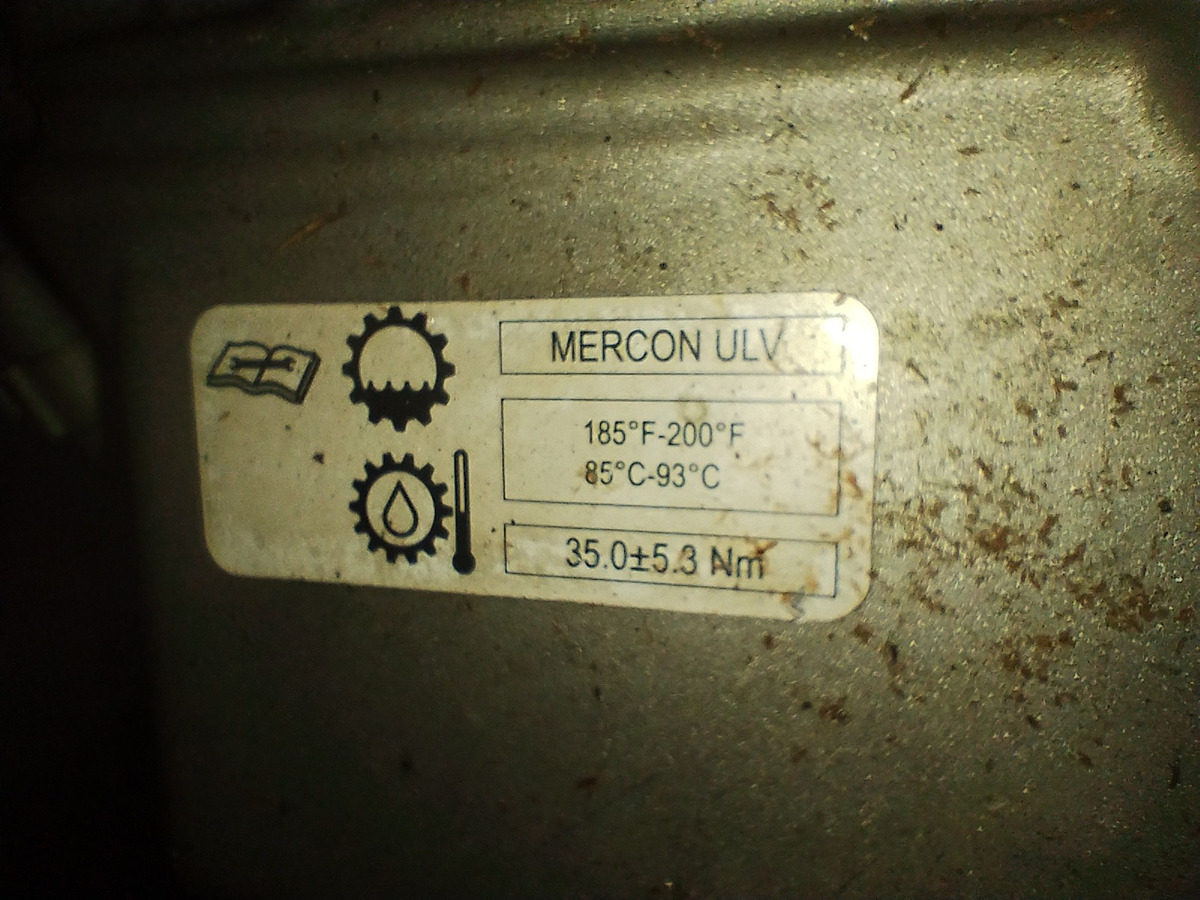 MERCON ULV
185°F-200°F
85°C-93°C
35.0±5.3 Nm